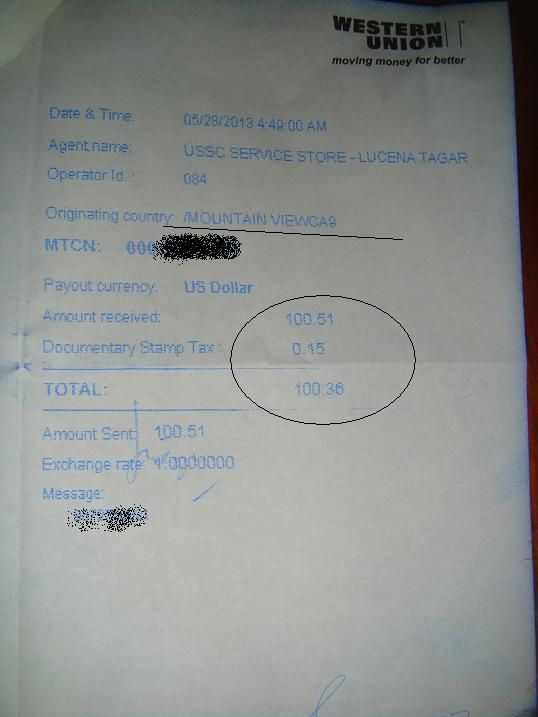 WESTERN
UNION
moving money for better
Date & Time: 05/28/2013 4:49:00 AM
Agent name: USSC SERVICE STORE - LUCENA TAGAR
Operator Id. : 084
Originating country: /MOUNTAIN VIEWCA9
MTCN: 000
Payout currency: US Dollar
Amount received: 100.51
Documentary Stamp Tax : 0.15
TOTAL: 100.36
Amount Sent: 100.51
Exchange rate: 1.0000000
Message: